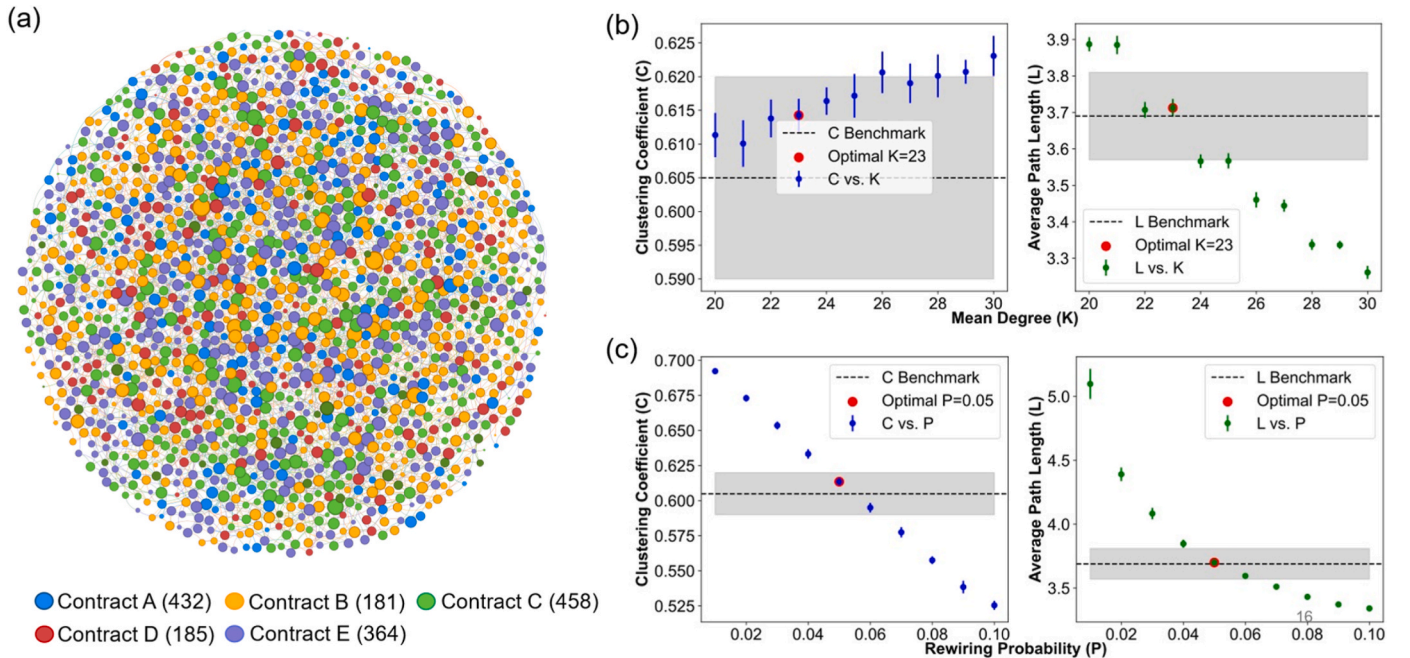 (a)
Contract A (432)
Contract B (181)
Contract C (458)
Contract D (185)
Contract E (364)
(b)
Clustering Coefficient (C)
0.625
0.620
0.615
0.610
0.605
0.600
0.595
0.590
C Benchmark
Optimal K=23
C vs. K
20 22 24 26 28 30
Average Path Length (L)
3.9
3.8
3.7
3.6
3.5
3.4
3.3
L Benchmark
Optimal K=23
L vs. K
20 22 24 26 28 30
Mean Degree (K)
(c)
Clustering Coefficient (C)
0.700
0.675
0.650
0.625
0.600
0.575
0.550
0.525
C Benchmark
Optimal P=0.05
C vs. P
0.02 0.04 0.06 0.08 0.10
Average Path Length (L)
5.0
4.5
4.0
3.5
L Benchmark
Optimal P=0.05
L vs. P
16
0.02 0.04 0.06 0.08 0.10
Rewiring Probability (P)